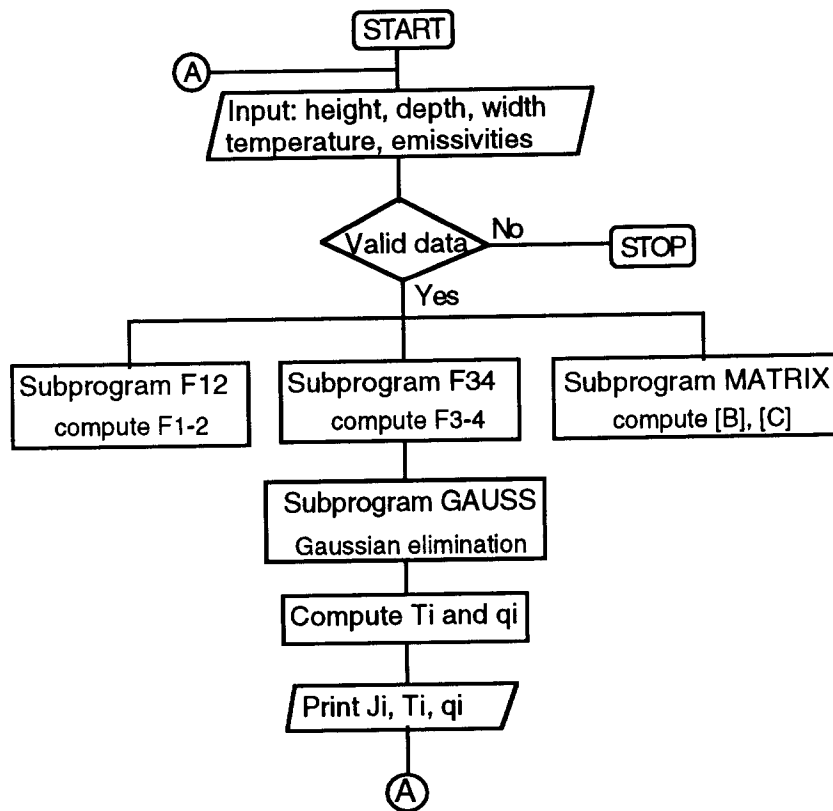 START
A
Input: height, depth, width
temperature, emissivities
Valid data
No
STOP
Yes
Subprogram F12
compute F1-2
Subprogram F34
compute F3-4
Subprogram MATRIX
compute [B], [C]
Subprogram GAUSS
Gaussian elimination
Compute Ti and qi
Print Ji, Ti, qi
A